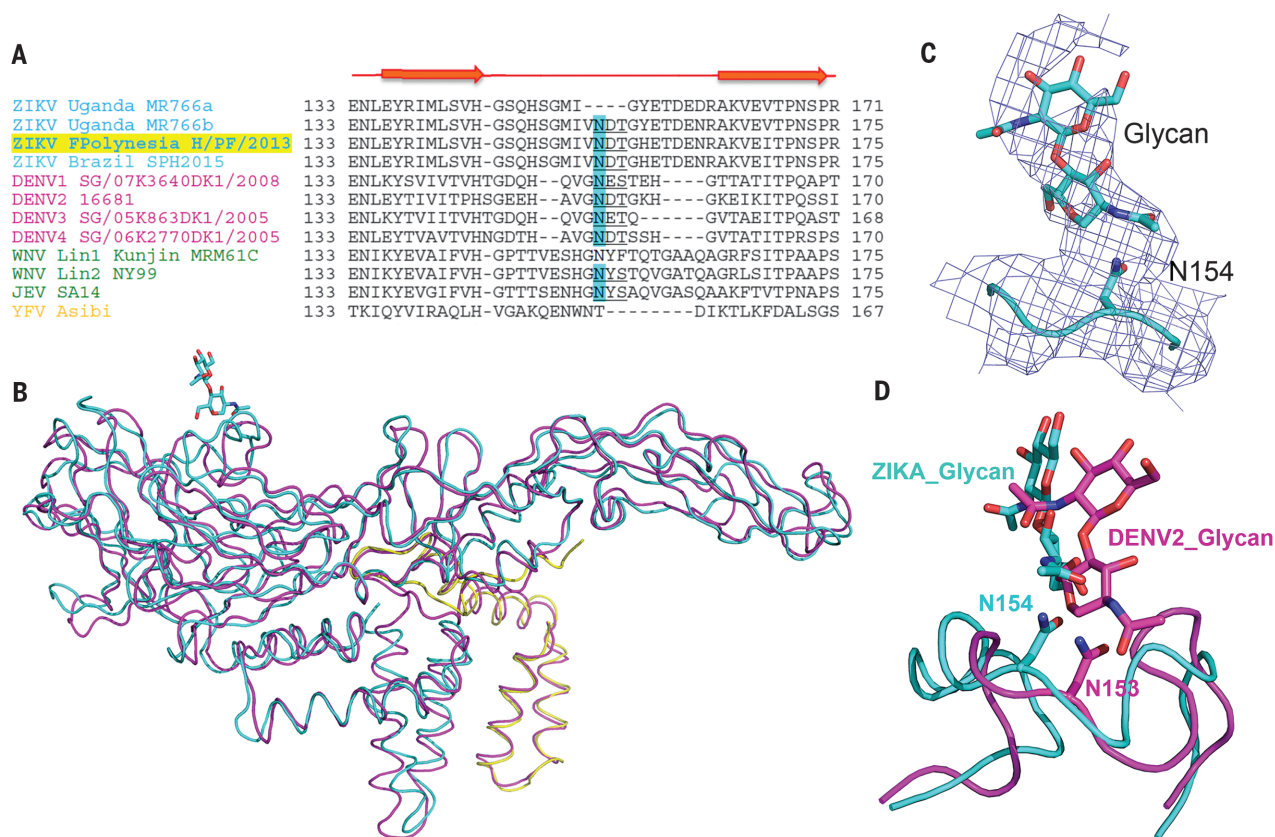 A
ZIKV Uganda MR766a 133 ENLEYRIMLSVH-GSQHSGMI----GYETDEDRAKVEVTPNSPR 171
ZIKV Uganda MR766b 133 ENLEYRIMLSVH-GSQHSGMIVNDTGYETDENRAKVEVTPNSPR 175
ZIKV FPolynesia H/PF/2013 133 ENLEYRIMLSVH-GSQHSGMIVNDTGHETDENRAKVEITPNSPR 175
ZIKV Brazil SPH2015 133 ENLEYRIMLSVH-GSQHSGMIVNDTGHETDENRAKVEITPNSPR 175
DENV1 SG/07K3640DK1/2008 133 ENLKYSVIVTVHTGDQH--QVGNESTEH----GTTATITPQAPT 170
DENV2 16681 133 ENLEYTIVITPHSGEEH--AVGNDTGKH----GKEIKITPQSSI 170
DENV3 SG/05K863DK1/2005 133 ENLKYTVIITVHTGDQH--QVGNETQ------GVTAEITPQAST 168
DENV4 SG/06K2770DK1/2005 133 ENLEYTVAVTVHNGDTH--AVGNDTSSH----GVTATITPRSPS 170
WNV Lin1 Kunjin MRM61C 133 ENIKYEVAIFVH-GPTTVESHGNYFTQTGAAQAGRFSITPAAPS 175
WNV Lin2 NY99 133 ENIKYEVAIFVH-GPTTVESHGNYSTQVGATQAGRLSITPAAPS 175
JEV SA14 133 ENIKYEVGIFVH-GTTTSENHGNYSAQVGASQAAKFTVTPNAPS 175
YFV Asibi 133 TKIQYVIRAQLH-VGAKQENWNT--------DIKTLKFDALSGS 167
C
Glycan
N154
B
D
ZIKA_Glycan
DENV2_Glycan
N154
N153